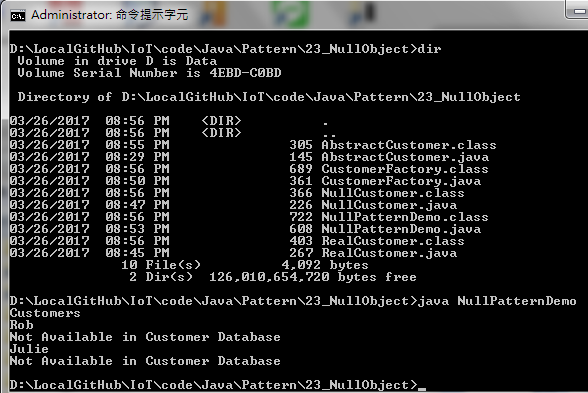 Administrator: 命令提示字元
D:\LocalGitHub\IoT\code\Java\Pattern\23_NullObject>dir
Volume in drive D is Data
Volume Serial Number is 4EBD-C0BD
Directory of D:\LocalGitHub\IoT\code\Java\Pattern\23_NullObject
03/26/2017 08:56 PM <DIR> .
03/26/2017 08:56 PM <DIR> ..
03/26/2017 08:55 PM 305 AbstractCustomer.class
03/26/2017 08:29 PM 145 AbstractCustomer.java
03/26/2017 08:56 PM 689 CustomerFactory.class
03/26/2017 08:50 PM 361 CustomerFactory.java
03/26/2017 08:56 PM 366 NullCustomer.class
03/26/2017 08:47 PM 226 NullCustomer.java
03/26/2017 08:56 PM 722 NullPatternDemo.class
03/26/2017 08:53 PM 608 NullPatternDemo.java
03/26/2017 08:56 PM 403 RealCustomer.class
03/26/2017 08:45 PM 267 RealCustomer.java
10 File(s) 4,092 bytes
2 Dir(s) 126,010,654,720 bytes free
D:\LocalGitHub\IoT\code\Java\Pattern\23_NullObject>java NullPatternDemo
Customers
Rob
Not Available in Customer Database
Julie
Not Available in Customer Database
D:\LocalGitHub\IoT\code\Java\Pattern\23_NullObject>_